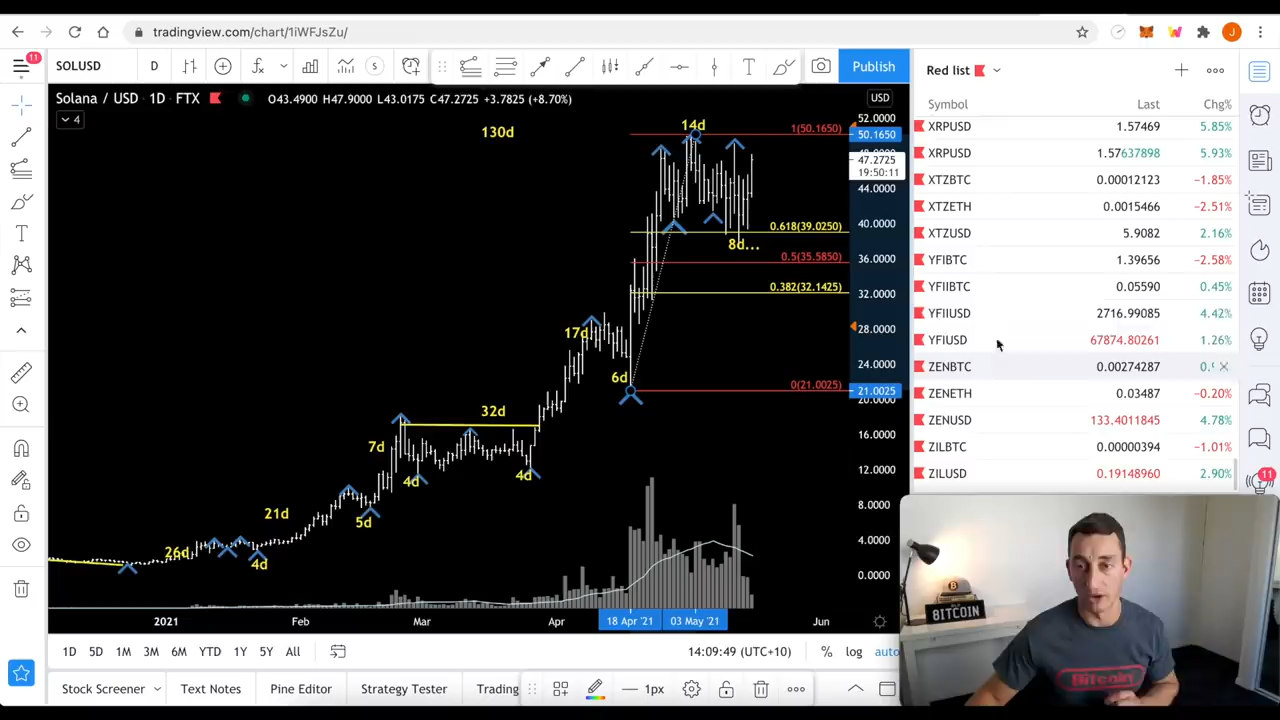 tradingview.com/chart/1iWFJsZu/
J
11
SOLUSD
D
S
T
Publish
Solana / USD · 1D · FTX O43.4900 H47.9000 L43.0175 C47.2725 +3.7825 (+8.70%)
4
USD
52.0000
50.1650
47.2725
19:50:11
44.0000
40.0000
36.0000
32.0000
28.0000
24.0000
21.0025
20.0000
16.0000
12.0000
8.0000
4.0000
0.0000
130d
14d
1(50.1650)
0.618(39.0250)
8d...
0.5(35.5850)
0.382(32.1425)
17d
6d
0(21.0025)
32d
7d
4d
4d
21d
5d
26d
4d
2021
Feb
Mar
Apr
18 Apr '21
03 May '21
Jun
1D 5D 1M 3M 6M YTD 1Y 5Y All
14:09:49 (UTC+10)
% log auto
Stock Screener
Text Notes
Pine Editor
Strategy Tester
Trading
1px
Red list
Symbol Last Chg%
XRPUSD 1.57469 5.85%
XRPUSD 1.57637898 5.93%
XTZBTC 0.00012123 −1.85%
XTZETH 0.0015466 −2.51%
XTZUSD 5.9082 2.16%
YFIBTC 1.39656 −2.58%
YFIIBTC 0.05590 0.45%
YFIIUSD 2716.99085 4.42%
YFIUSD 67874.80261 1.26%
ZENBTC 0.00274287
ZENETH 0.03487 −0.20%
ZENUSD 133.4011845 4.78%
ZILBTC 0.00000394 −1.01%
ZILUSD 0.19148960 2.90%
11
BITCOIN
Bitcoin